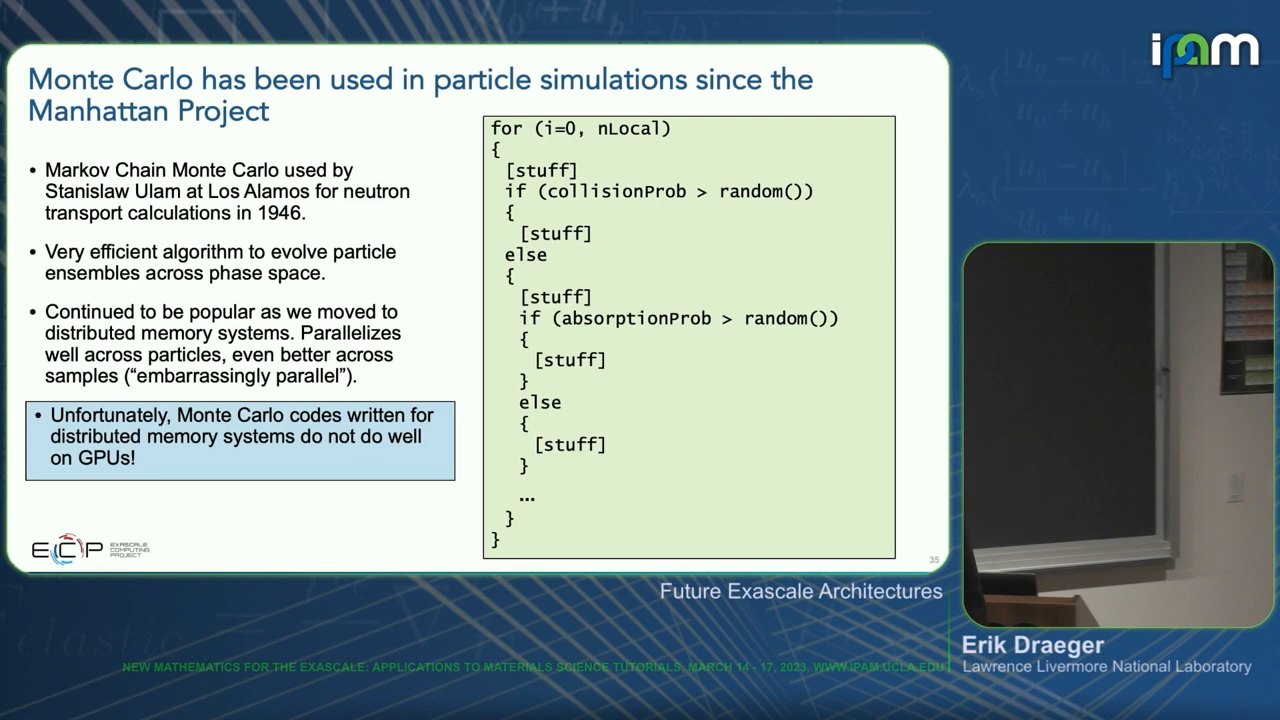 ipam
Monte Carlo has been used in particle simulations since the
Manhattan Project
• Markov Chain Monte Carlo used by
Stanislaw Ulam at Los Alamos for neutron
transport calculations in 1946.
• Very efficient algorithm to evolve particle
ensembles across phase space.
• Continued to be popular as we moved to
distributed memory systems. Parallelizes
well across particles, even better across
samples (“embarrassingly parallel”).
• Unfortunately, Monte Carlo codes written for
distributed memory systems do not do well
on GPUs!
for (i=0, nLocal)
{
[stuff]
if (collisionProb > random())
{
[stuff]
else
{
[stuff]
if (absorptionProb > random())
{
[stuff]
}
else
{
[stuff]
}
...
}
}
ECP EXASCALE COMPUTING PROJECT
35
Future Exascale Architectures
Erik Draeger
Lawrence Livermore National Laboratory
NEW MATHEMATICS FOR THE EXASCALE: APPLICATIONS TO MATERIALS SCIENCE TUTORIALS, MARCH 14 - 17, 2023, WWW.IPAM.UCLA.EDU
elastic